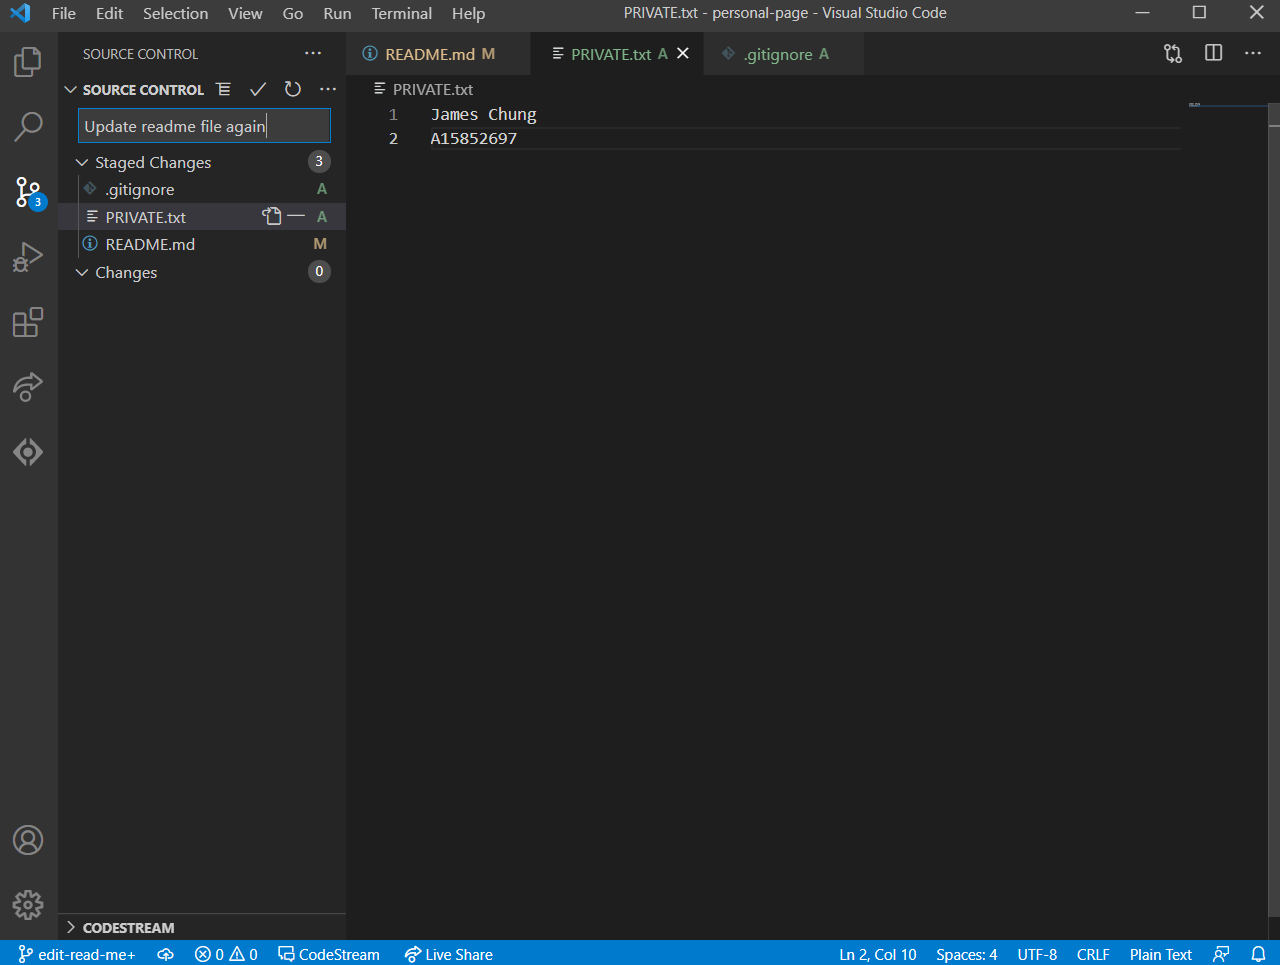 File Edit Selection View Go Run Terminal Help PRIVATE.txt - personal-page - Visual Studio Code
SOURCE CONTROL
README.md M PRIVATE.txt A .gitignore A
SOURCE CONTROL
PRIVATE.txt
Update readme file again
1 James Chung
2 A15852697
Staged Changes 3
.gitignore A
3
PRIVATE.txt A
README.md M
Changes 0
CODESTREAM
edit-read-me+ 0 0 CodeStream Live Share Ln 2, Col 10 Spaces: 4 UTF-8 CRLF Plain Text